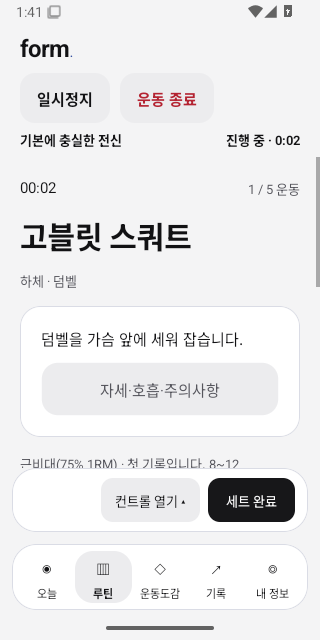 1:41
form.
일시정지
운동 종료
기본에 충실한 전신
진행 중 · 0:02
00:02
1 / 5 운동
고블릿 스쿼트
하체 · 덤벨
덤벨을 가슴 앞에 세워 잡습니다.
자세·호흡·주의사항
근비대(75% 1RM) · 첫 기록입니다. 8~12
컨트롤 열기 ▴
세트 완료
오늘
루틴
운동도감
기록
내 정보